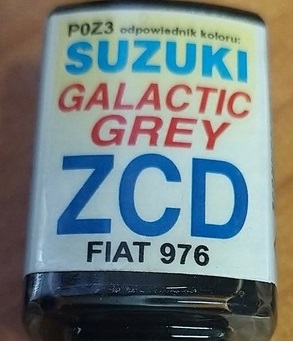 P0Z3 odpowiednik koloru:
SUZUKI
GALACTIC
GREY
ZCD
FIAT 976